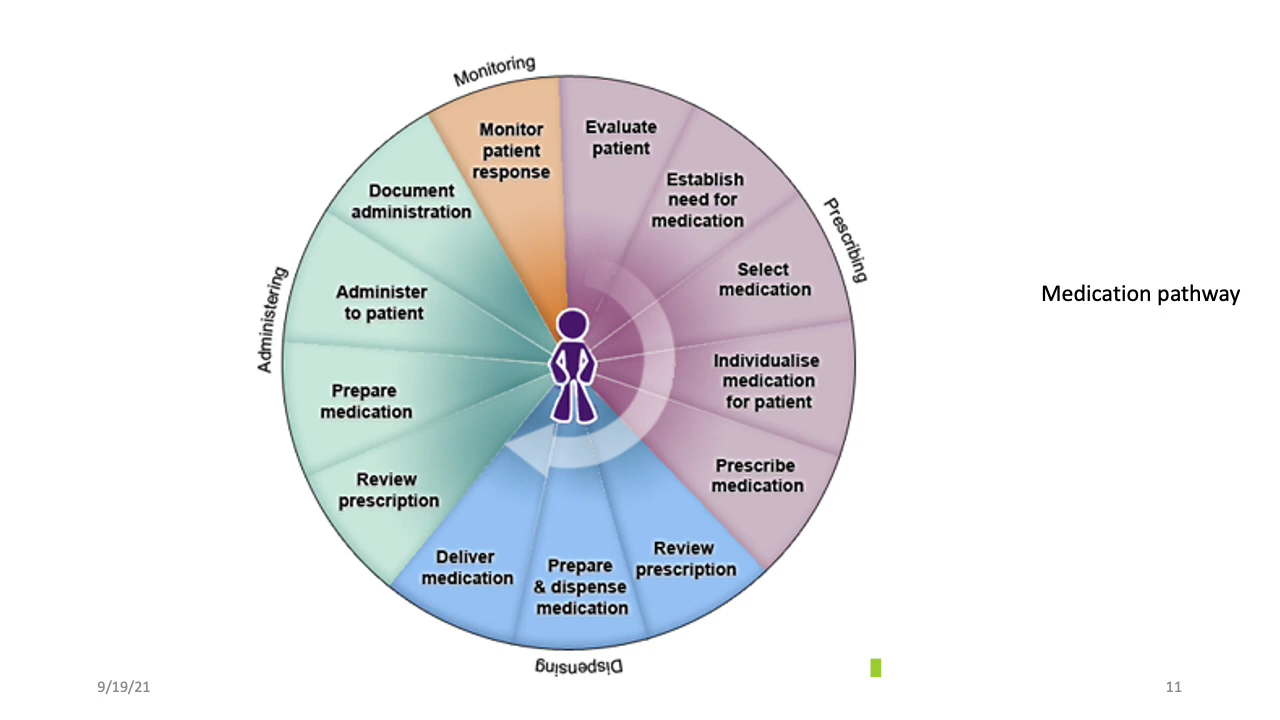 Monitoring
Monitor
patient
response
Evaluate
patient
Establish
need for
medication
Prescribing
Select
medication
Individualise
medication
for patient
Prescribe
medication
Review
prescription
Prepare
& dispense
medication
Deliver
medication
Dispensing
Review
prescription
Prepare
medication
Administer
to patient
Document
administration
Administering
Medication pathway
9/19/21
11